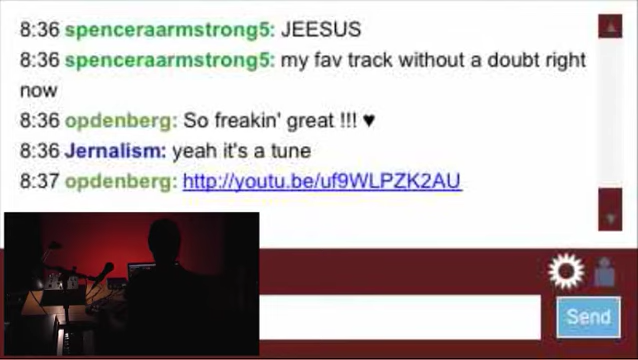 8:36 spenceraarmstrong5: JEESUS
8:36 spenceraarmstrong5: my fav track without a doubt right
now
8:36 opdenberg: So freakin' great !!! ♥
8:36 Jernalism: yeah it's a tune
8:37 opdenberg: http://youtu.be/uf9WLPZK2AU
Send